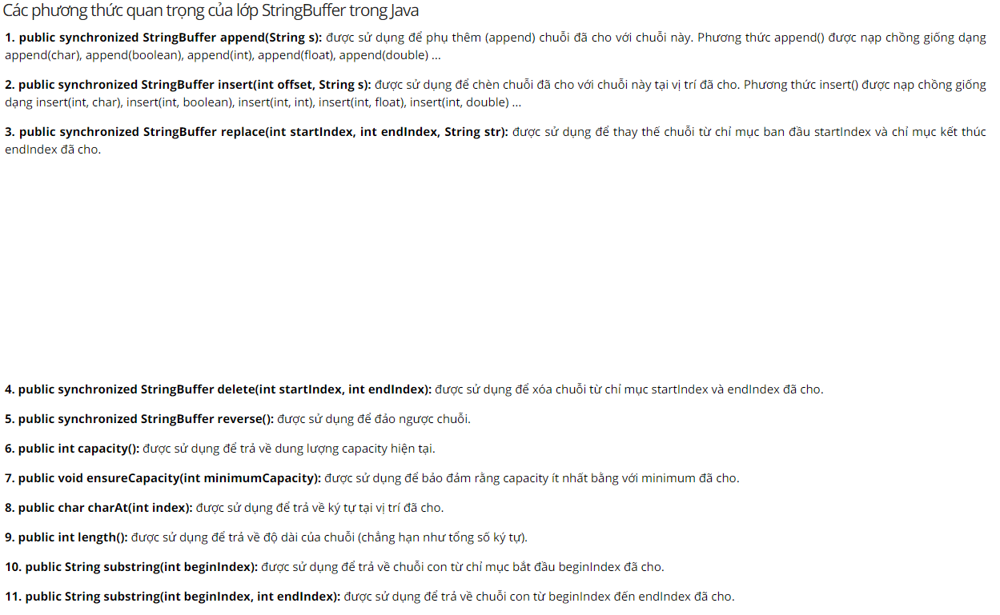 Các phương thức quan trọng của lớp StringBuffer trong Java
1. public synchronized StringBuffer append(String s): được sử dụng để phụ thêm (append) chuỗi đã cho với chuỗi này. Phương thức append() được nạp chồng giống dạng
append(char), append(boolean), append(int), append(float), append(double) ...
2. public synchronized StringBuffer insert(int offset, String s): được sử dụng để chèn chuỗi đã cho với chuỗi này tại vị trí đã cho. Phương thức insert() được nạp chồng giống
dạng insert(int, char), insert(int, boolean), insert(int, int), insert(int, float), insert(int, double) ...
3. public synchronized StringBuffer replace(int startIndex, int endIndex, String str): được sử dụng để thay thế chuỗi từ chỉ mục ban đầu startIndex và chỉ mục kết thúc
endIndex đã cho.
4. public synchronized StringBuffer delete(int startIndex, int endIndex): được sử dụng để xóa chuỗi từ chỉ mục startIndex và endIndex đã cho.
5. public synchronized StringBuffer reverse(): được sử dụng để đảo ngược chuỗi.
6. public int capacity(): được sử dụng để trả về dung lượng capacity hiện tại.
7. public void ensureCapacity(int minimumCapacity): được sử dụng để bảo đảm rằng capacity ít nhất bằng với minimum đã cho.
8. public char charAt(int index): được sử dụng để trả về ký tự tại vị trí đã cho.
9. public int length(): được sử dụng để trả về độ dài của chuỗi (chẳng hạn như tổng số ký tự).
10. public String substring(int beginIndex): được sử dụng để trả về chuỗi con từ chỉ mục bắt đầu beginIndex đã cho.
11. public String substring(int beginIndex, int endIndex): được sử dụng để trả về chuỗi con từ beginIndex đến endIndex đã cho.